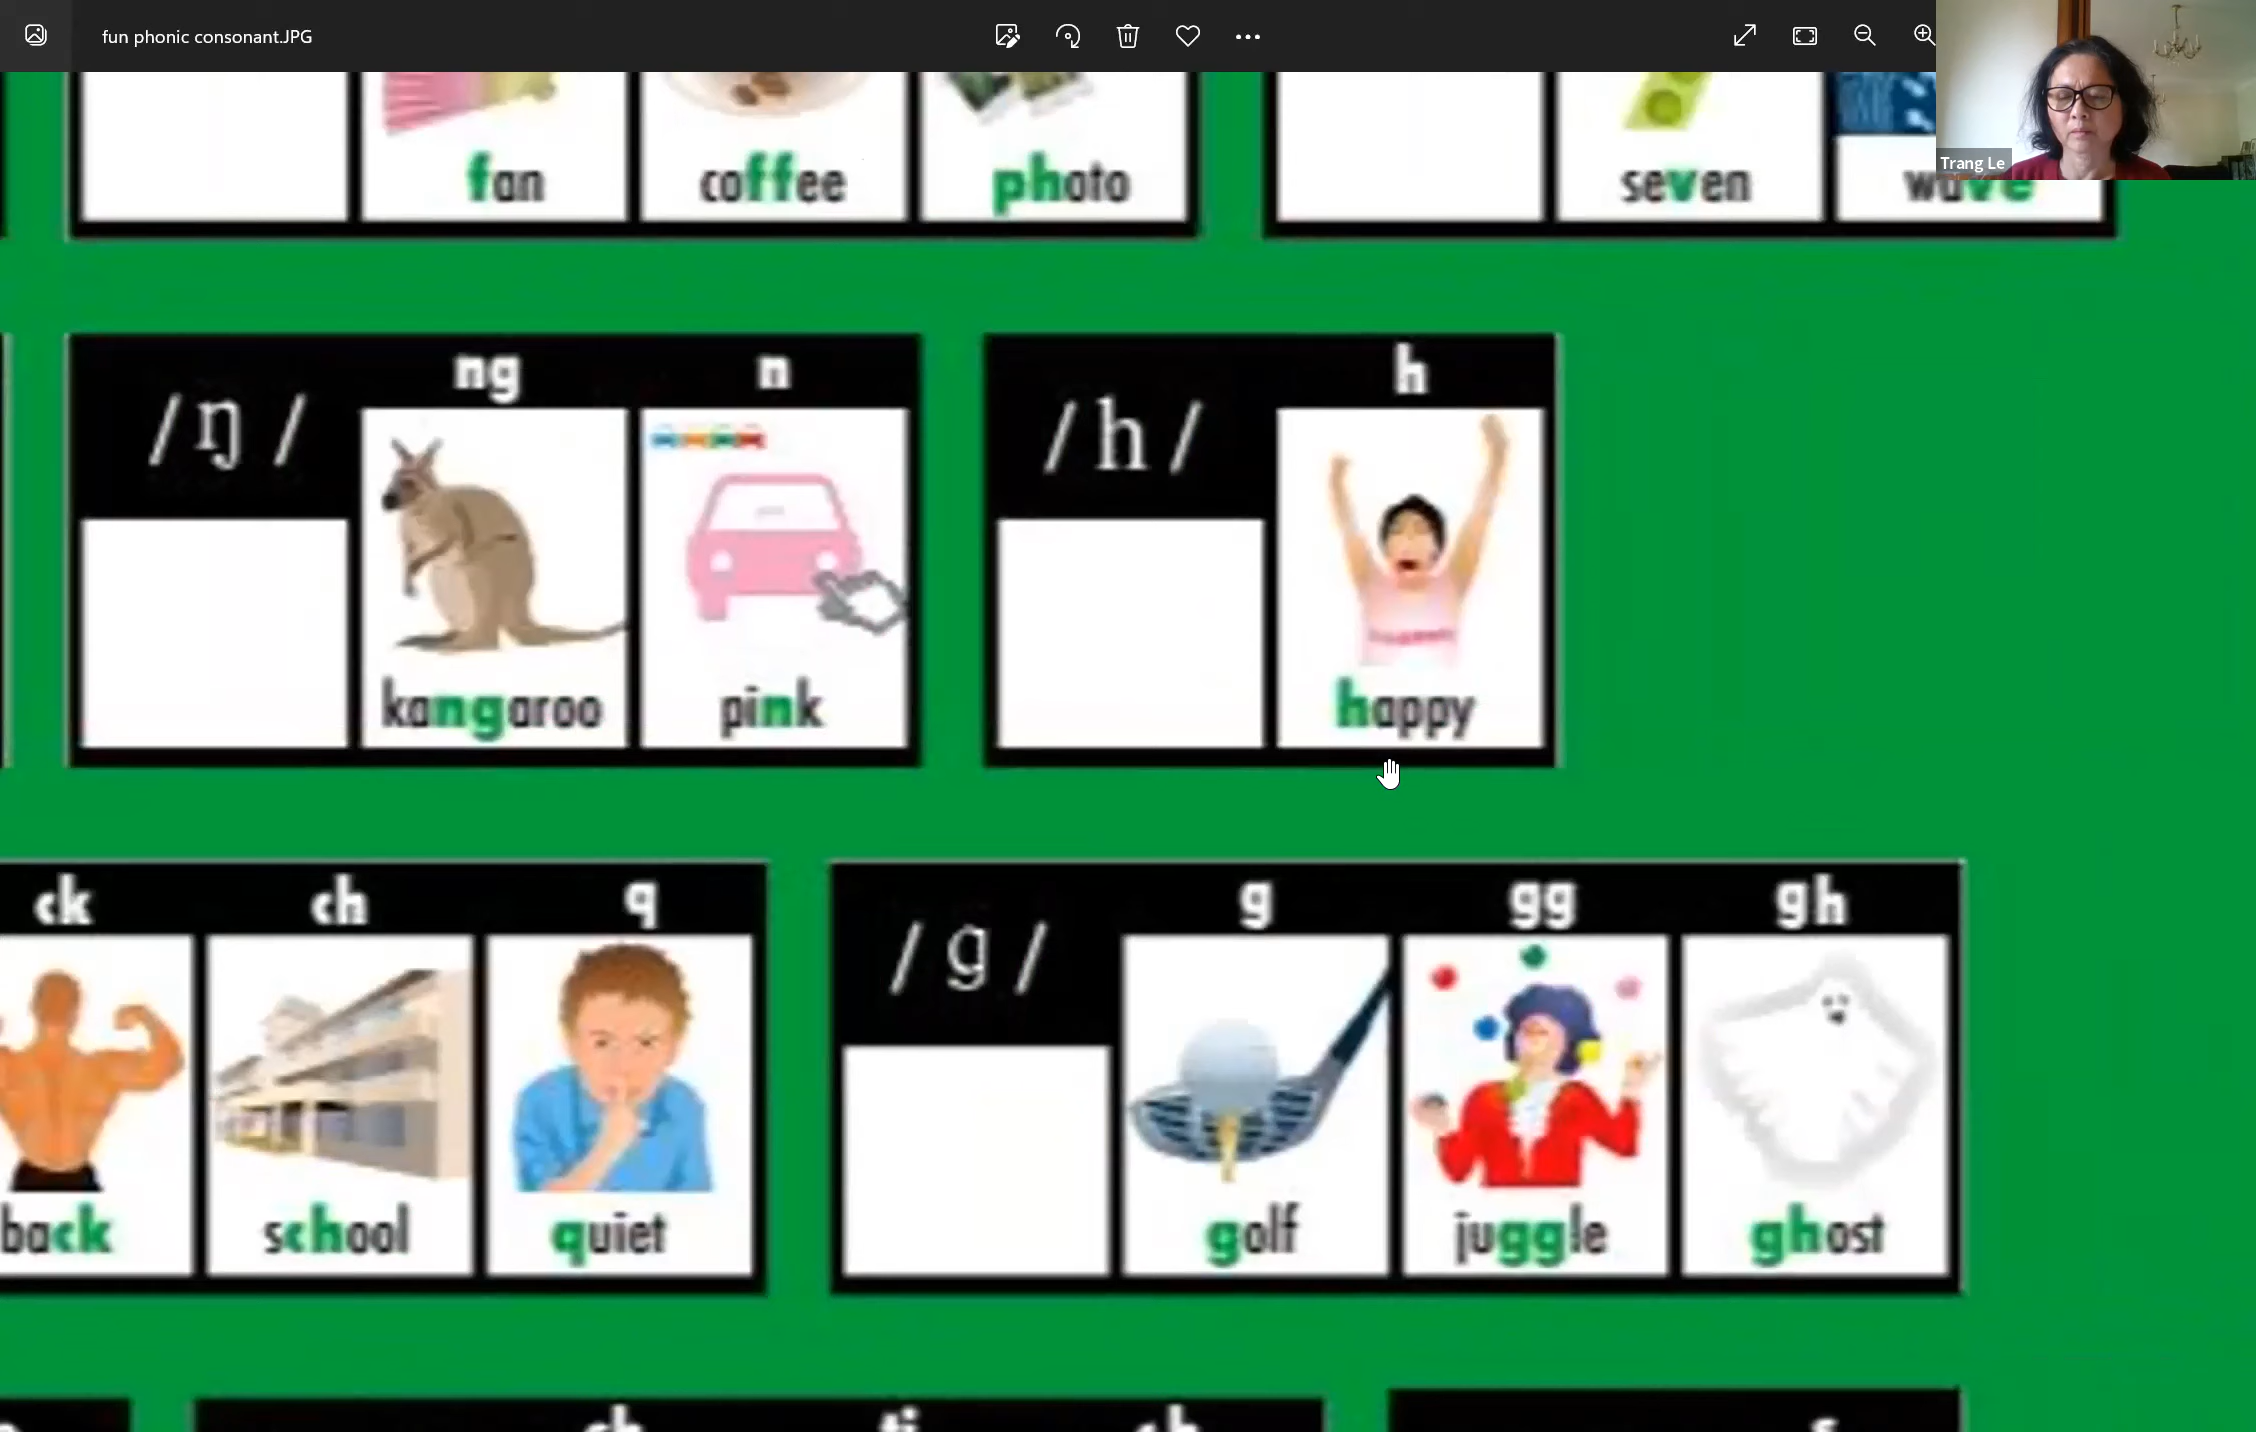 fun phonic consonant.JPG
Trang Le
fan
coffee
photo
seven
wave
/ŋ/
ng
n
kangaroo
pink
/h/
h
happy
ck
ch
q
back
school
quiet
/g/
g
gg
gh
golf
juggle
ghost